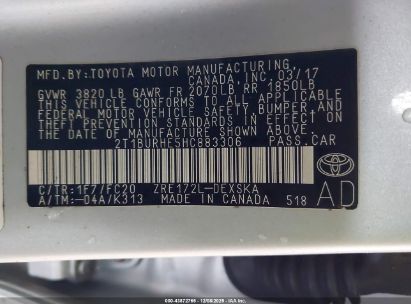 MFD.BY:TOYOTA MOTOR MANUFACTURING,
CANADA, INC. 03/17
GVWR 3820 LB GAWR FR 2070LB RR 1850LB
THIS VEHICLE CONFORMS TO ALL APPLICABLE
FEDERAL MOTOR VEHICLE SAFETY, BUMPER AND
THEFT PREVENTION STANDARDS IN EFFECT ON THE
DATE OF MANUFACTURE SHOWN ABOVE.
2T1BURHE5HC883306 PASS.CAR
C/TR:1F7/FC20 ZRE172L-DEXSKA
A/TM:-04A/K313 MADE IN CANADA 518
TOYOTA
AD